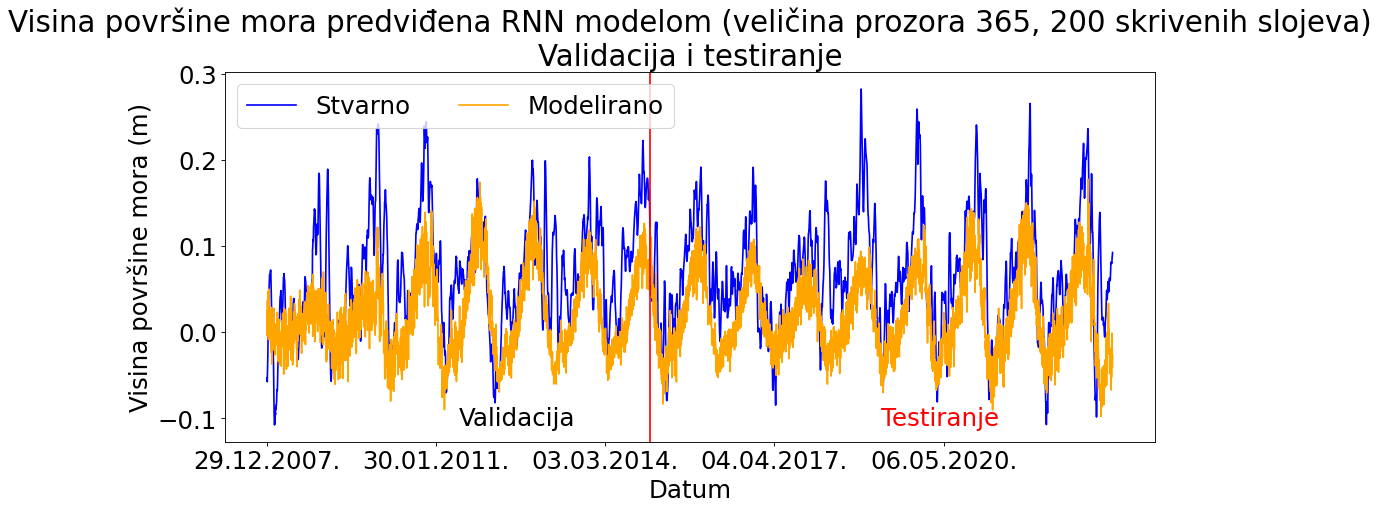 Visina površine mora predviđena RNN modelom (veličina prozora 365, 200 skrivenih slojeva)
Validacija i testiranje
Stvarno
Modelirano
Visina površine mora (m)
0.3
0.2
0.1
0.0
−0.1
Validacija
Testiranje
29.12.2007.
30.01.2011.
03.03.2014.
04.04.2017.
06.05.2020.
Datum